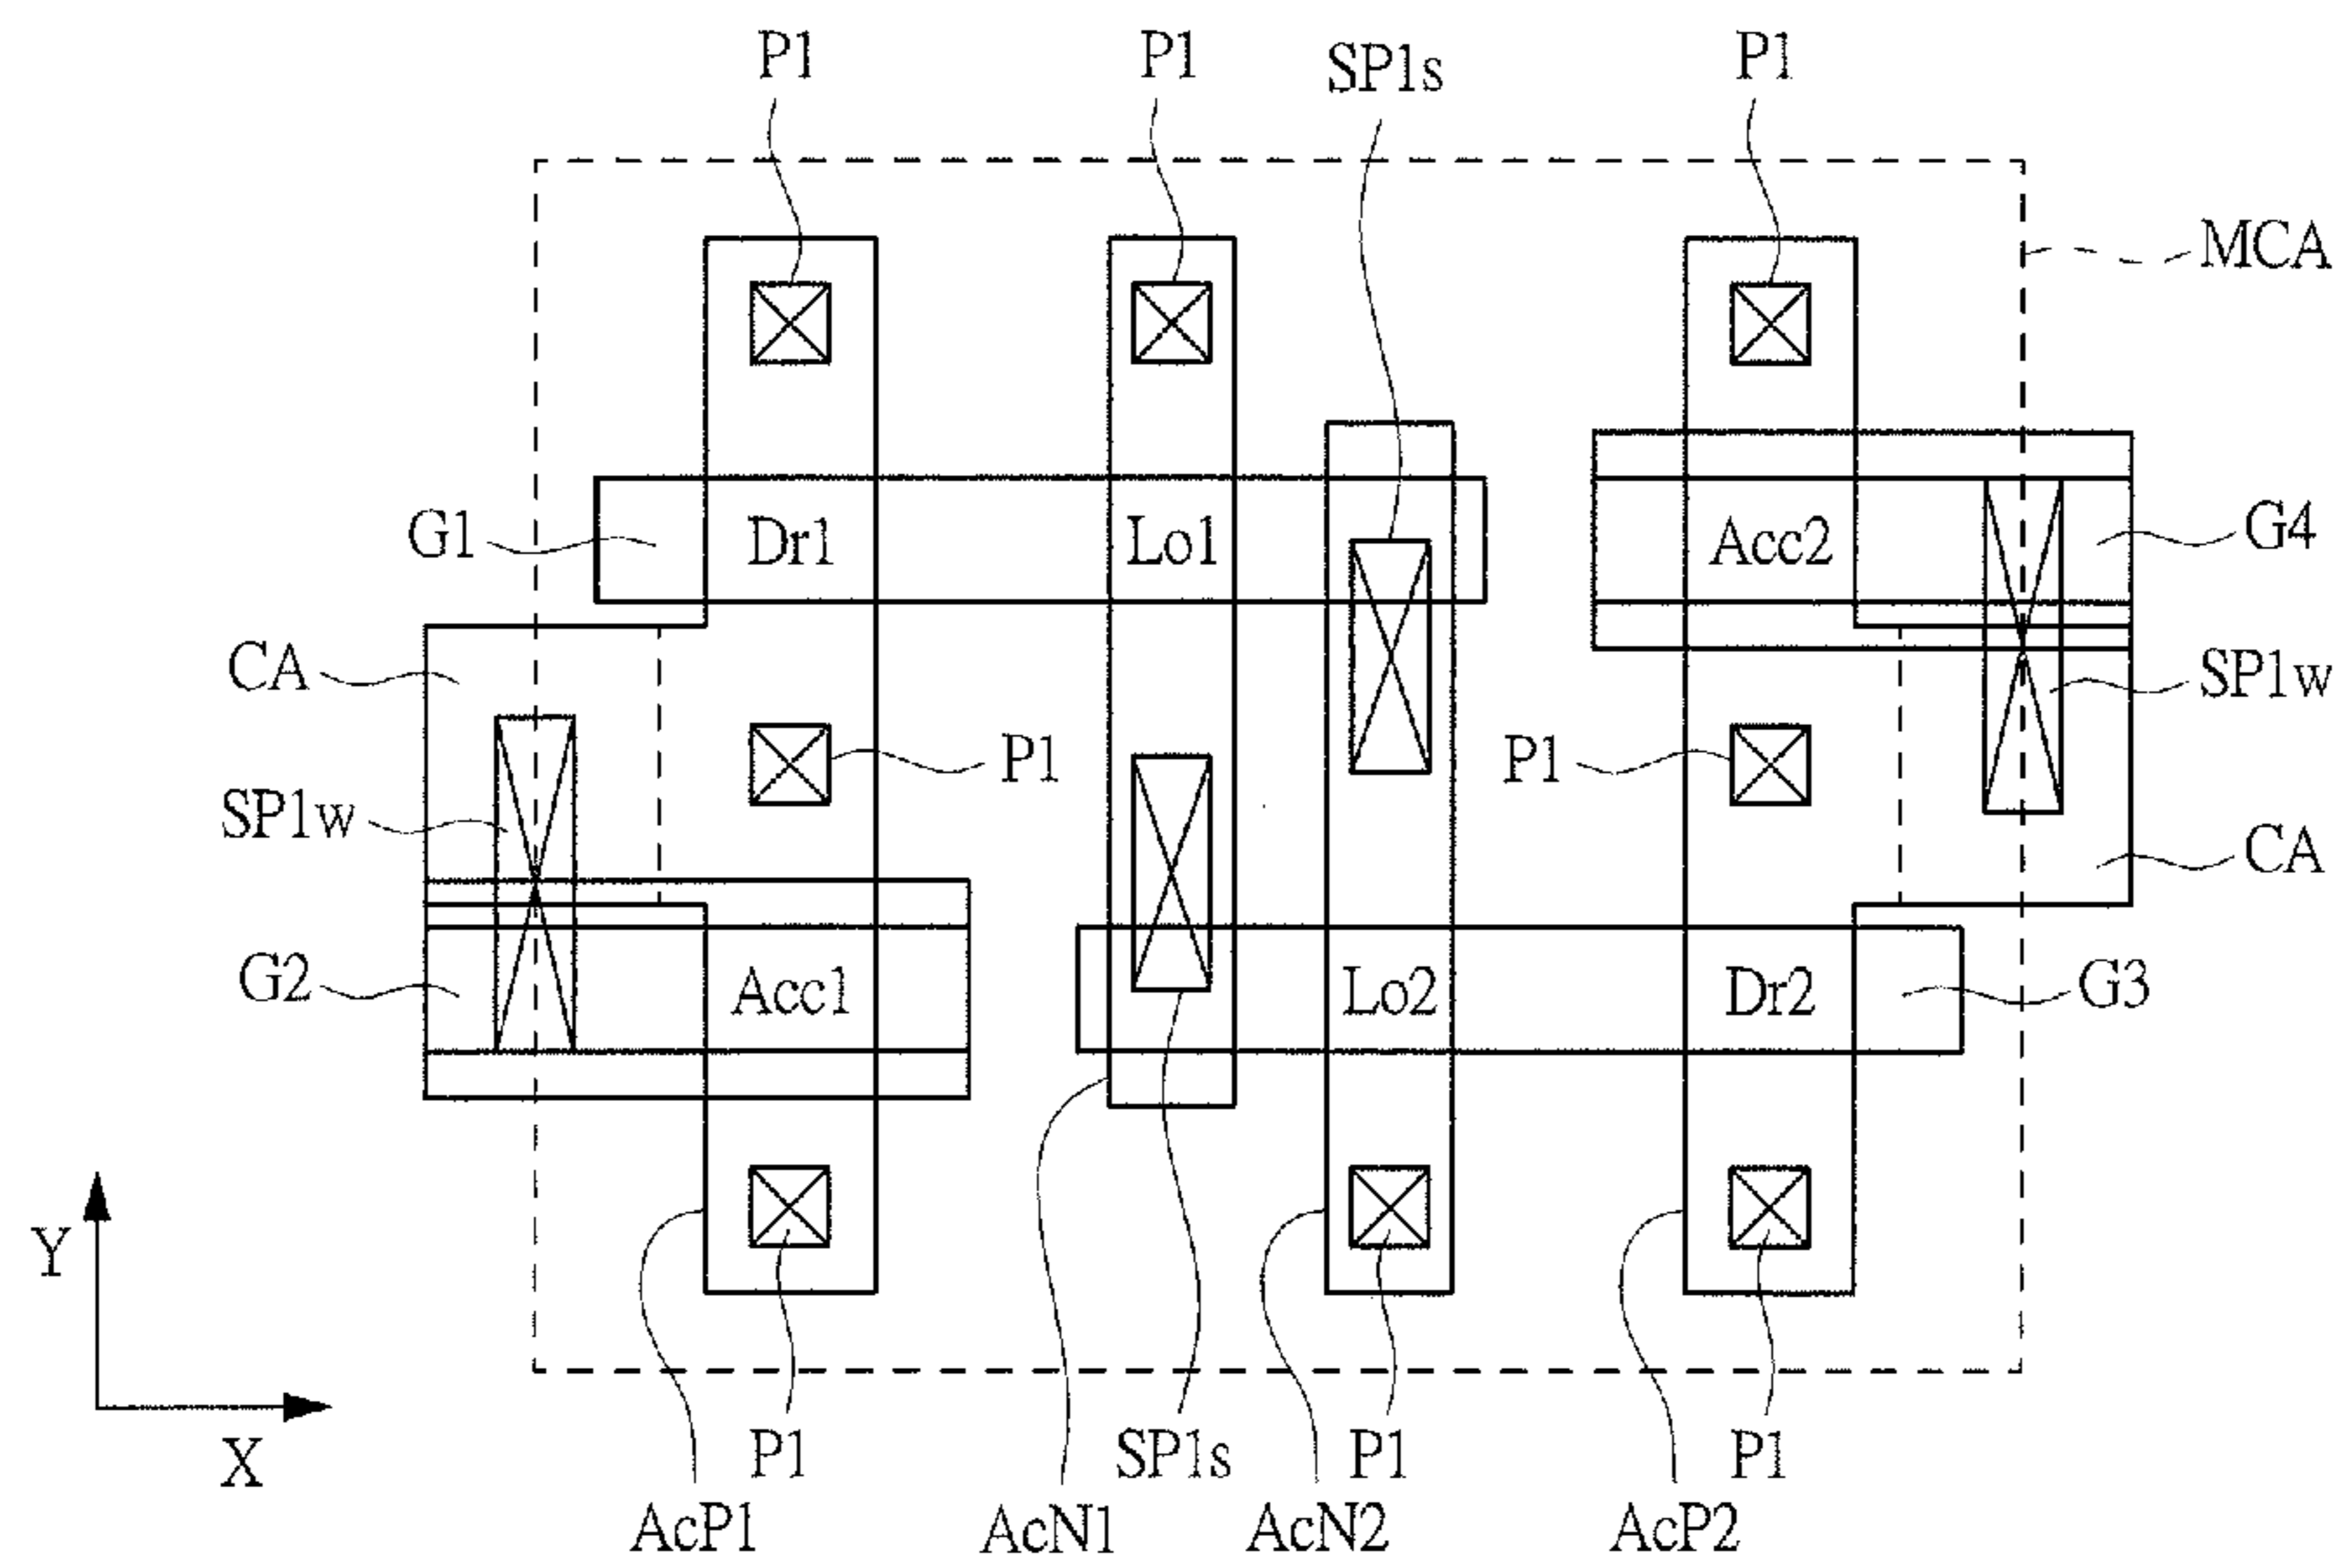 P1 P1 SP1s P1
MCA
G1 Dr1 Lo1 Acc2 G4
CA SP1w
P1 P1
SP1w CA
G2 Acc1 Lo2 Dr2 G3
Y
X
P1 SP1s P1 P1
AcP1 AcN1 AcN2 AcP2